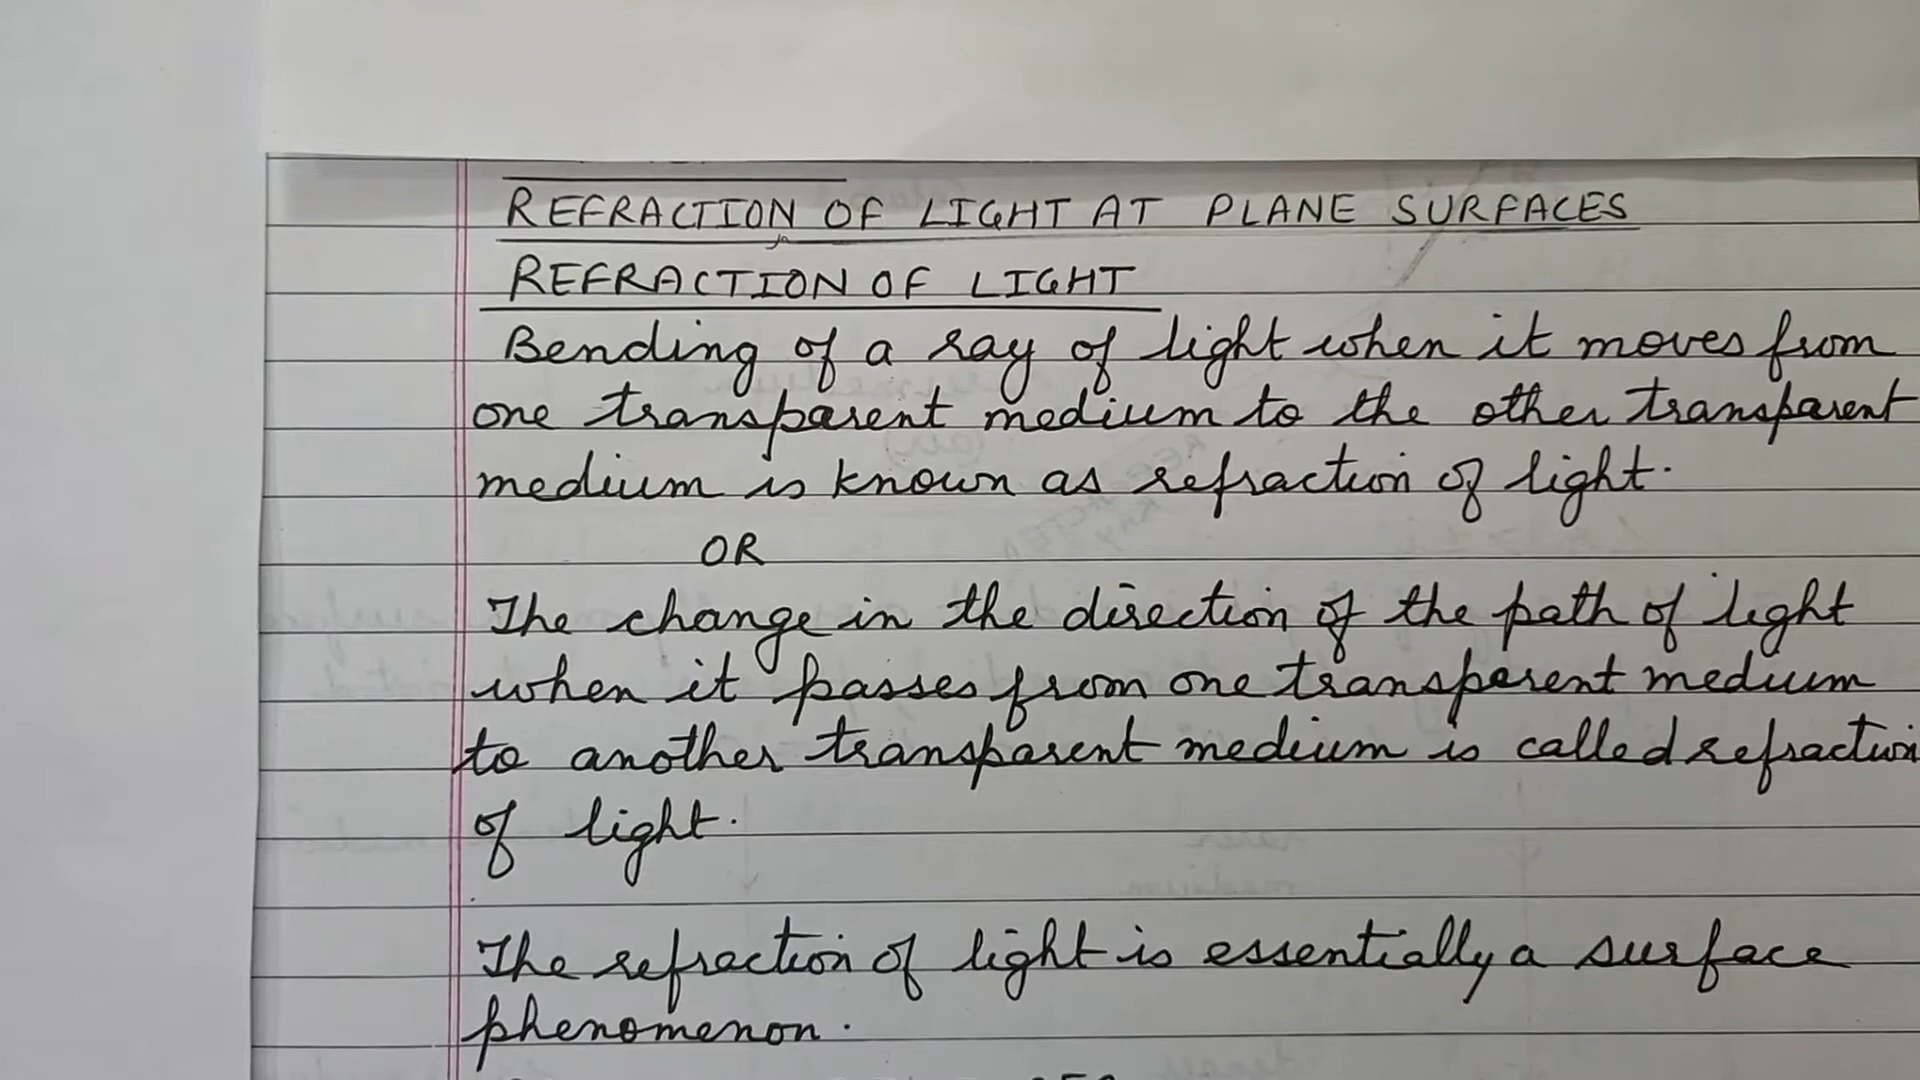 REFRACTION OF LIGHT AT PLANE SURFACES
REFRACTION OF LIGHT
Bending of a ray of light when it moves from
one transparent medium to the other transparent
medium is known as refraction of light.
OR
The change in the direction of the path of light
when it passes from one transparent medium
to another transparent medium is called refraction
of light.
The refraction of light is essentially a surface
phenomenon.